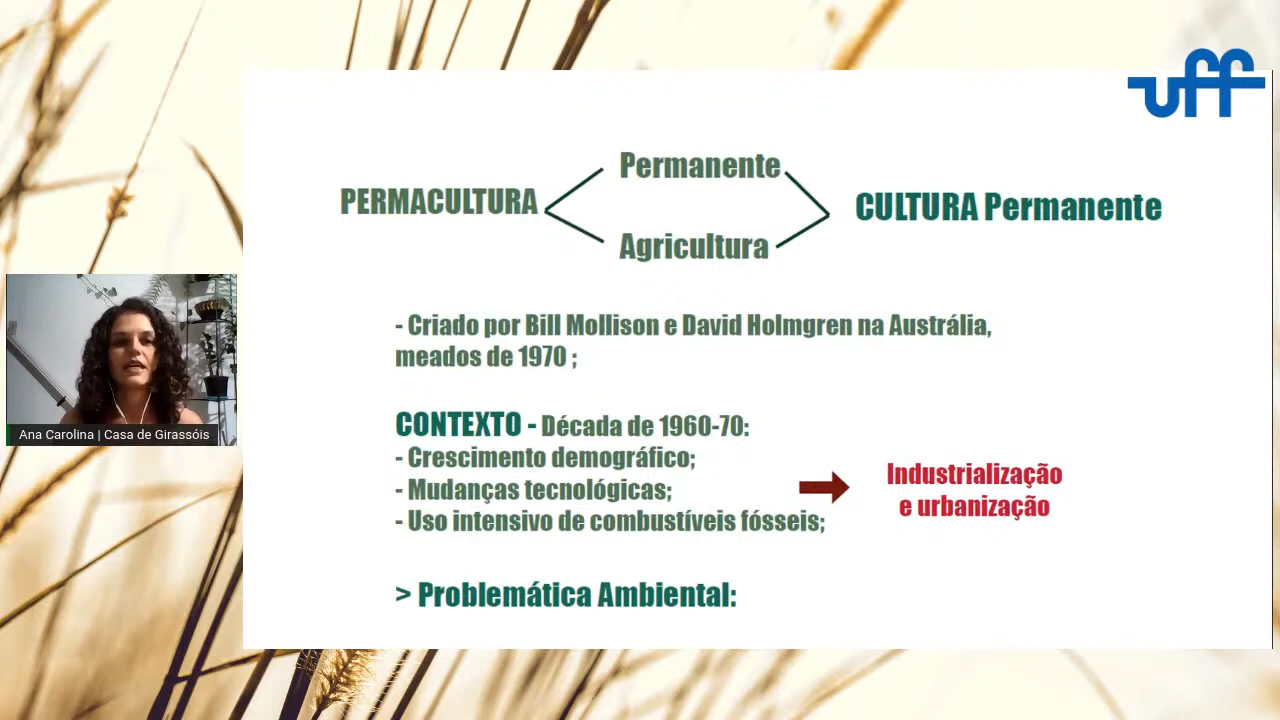 uff
Permanente
PERMACULTURA
CULTURA Permanente
Agricultura
- Criado por Bill Mollison e David Holmgren na Austrália,
meados de 1970 ;
CONTEXTO - Década de 1960-70:
- Crescimento demográfico;
- Mudanças tecnológicas;
- Uso intensivo de combustíveis fósseis;
Industrialização
e urbanização
> Problemática Ambiental:
Ana Carolina | Casa de Girassóis